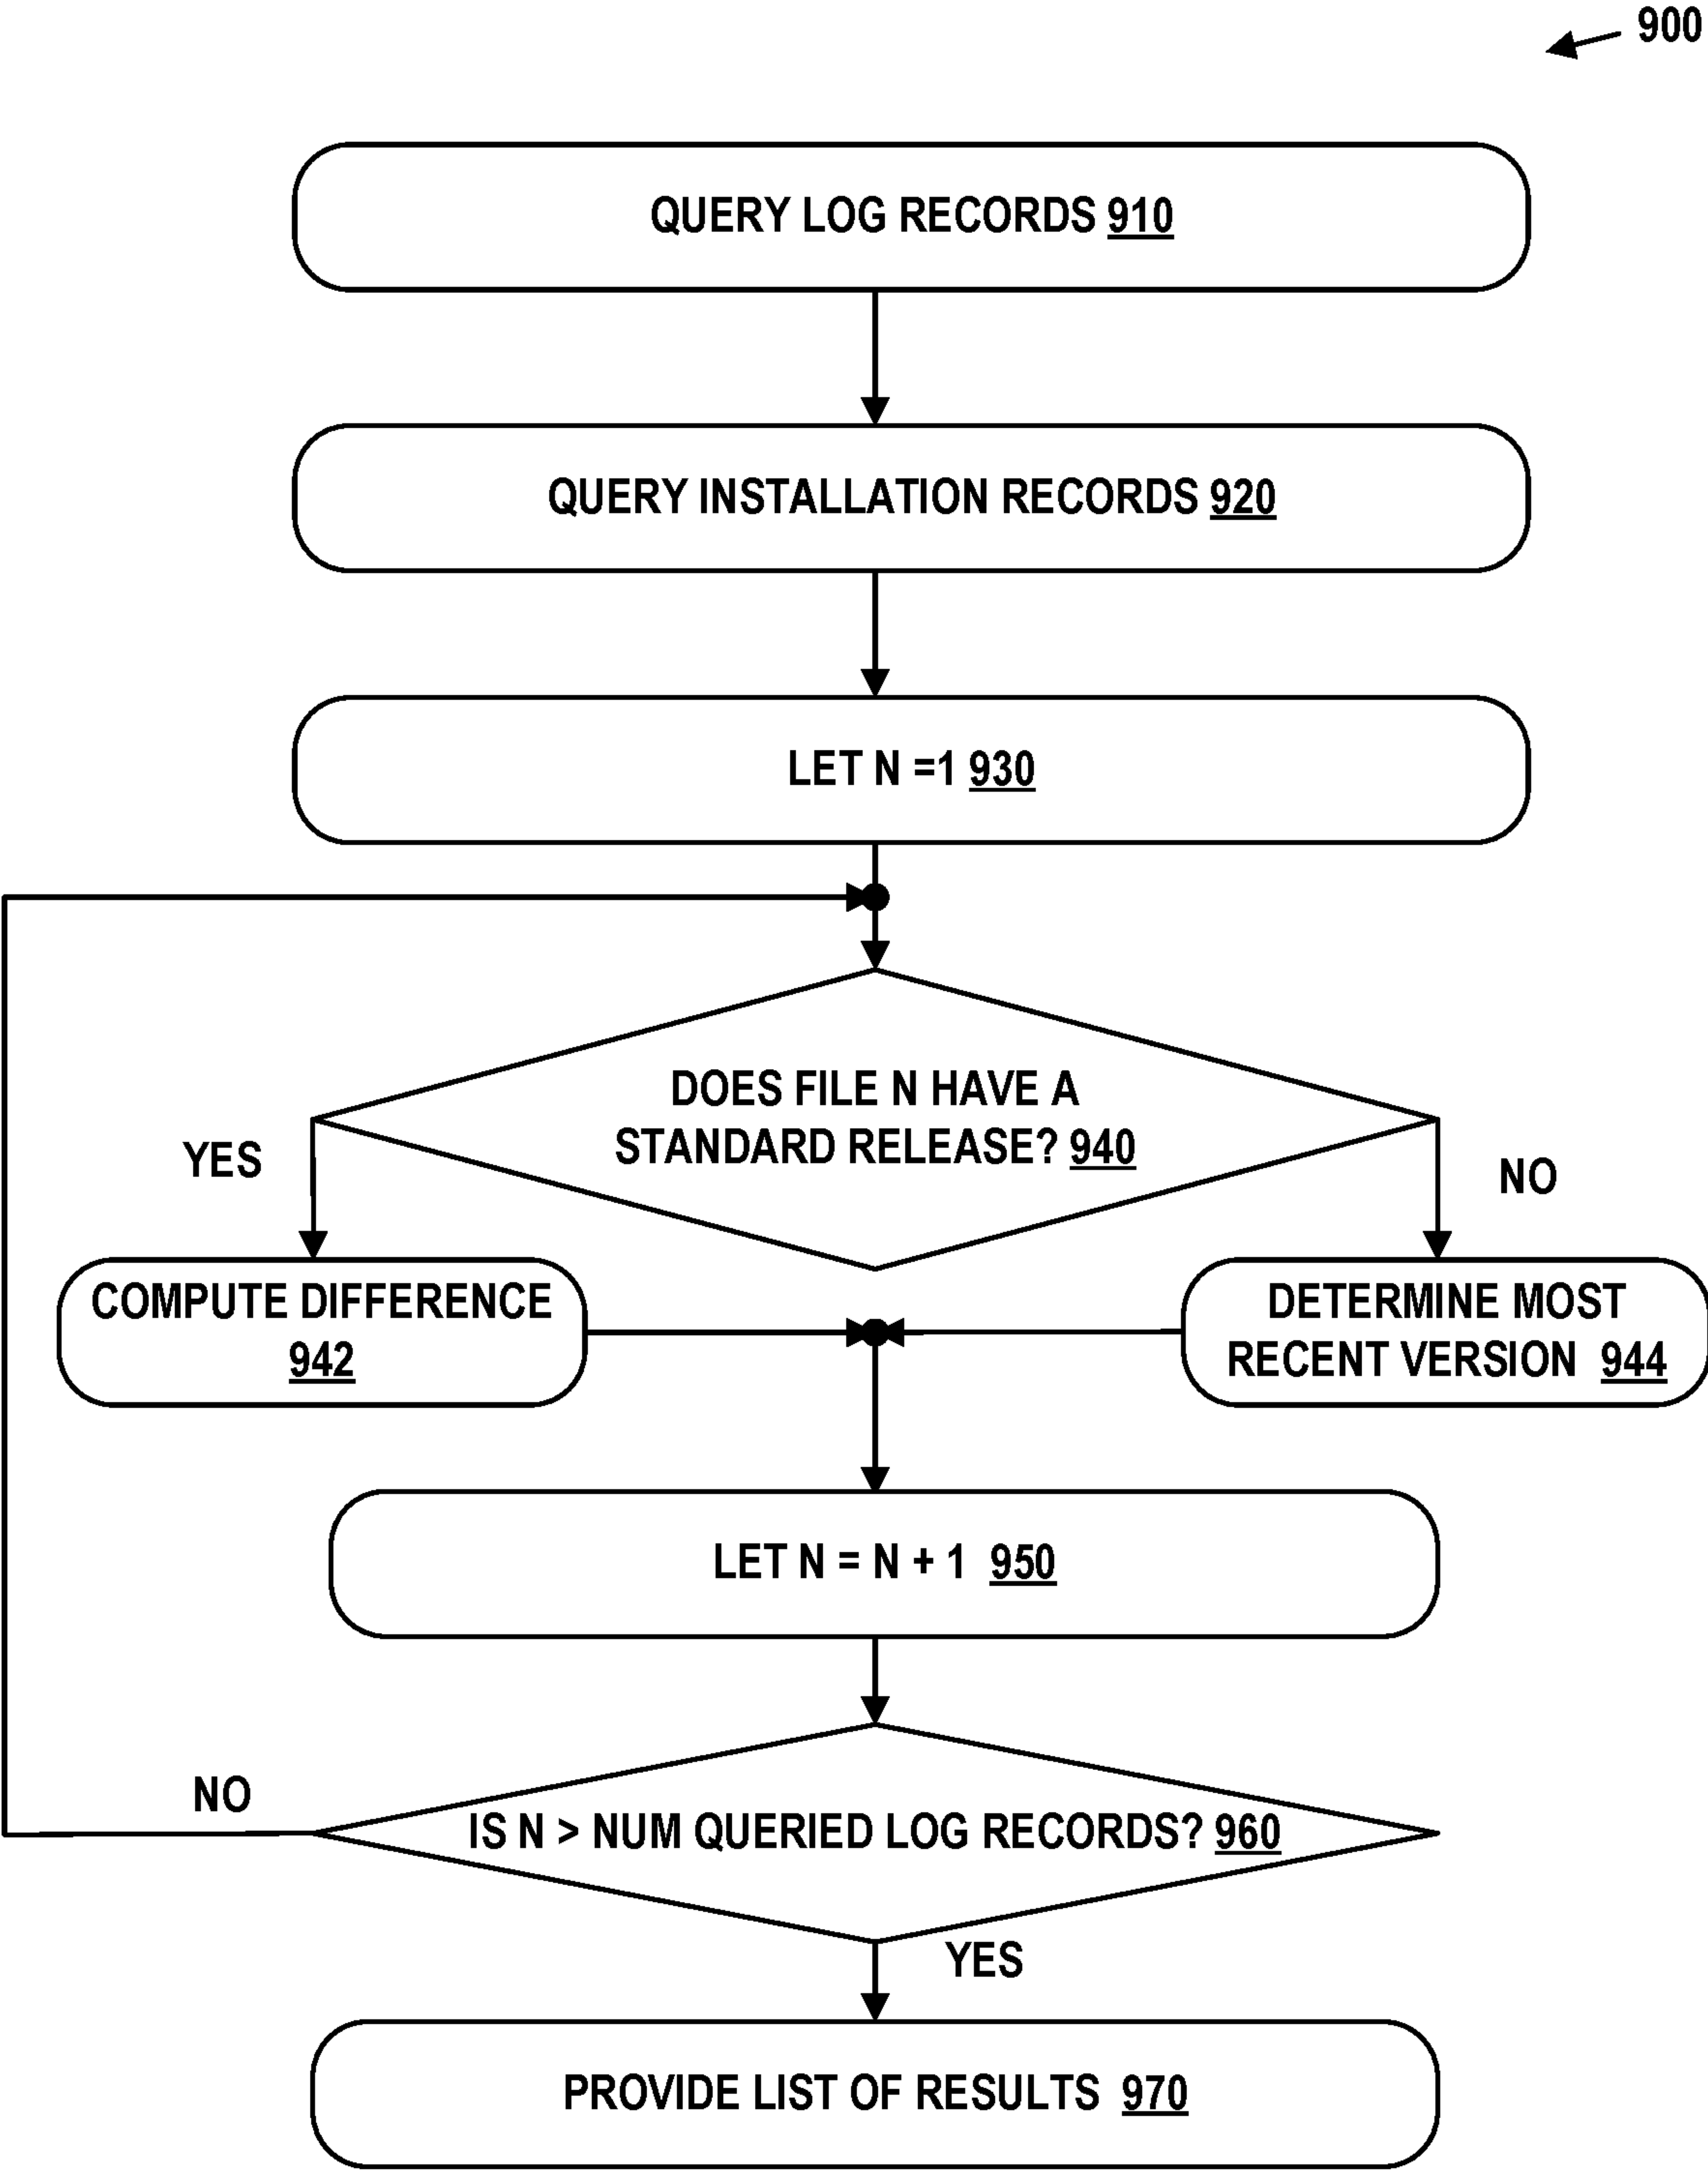 900
QUERY LOG RECORDS 910
QUERY INSTALLATION RECORDS 920
LET N =1 930
DOES FILE N HAVE A
STANDARD RELEASE? 940
YES
NO
COMPUTE DIFFERENCE
942
DETERMINE MOST
RECENT VERSION 944
LET N = N + 1 950
NO
IS N > NUM QUERIED LOG RECORDS? 960
YES
PROVIDE LIST OF RESULTS 970